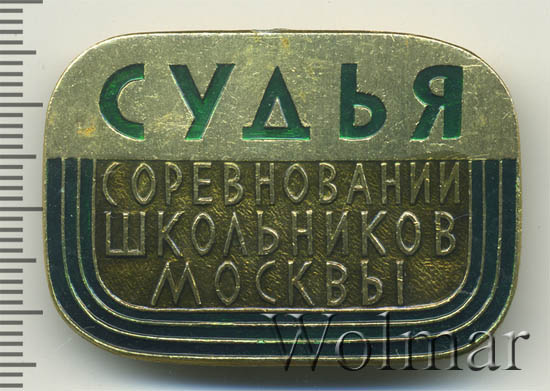 СУДЬЯ
СОРЕВНОВАНИЙ
ШКОЛЬНИКОВ
МОСКВЫ
Wolmar